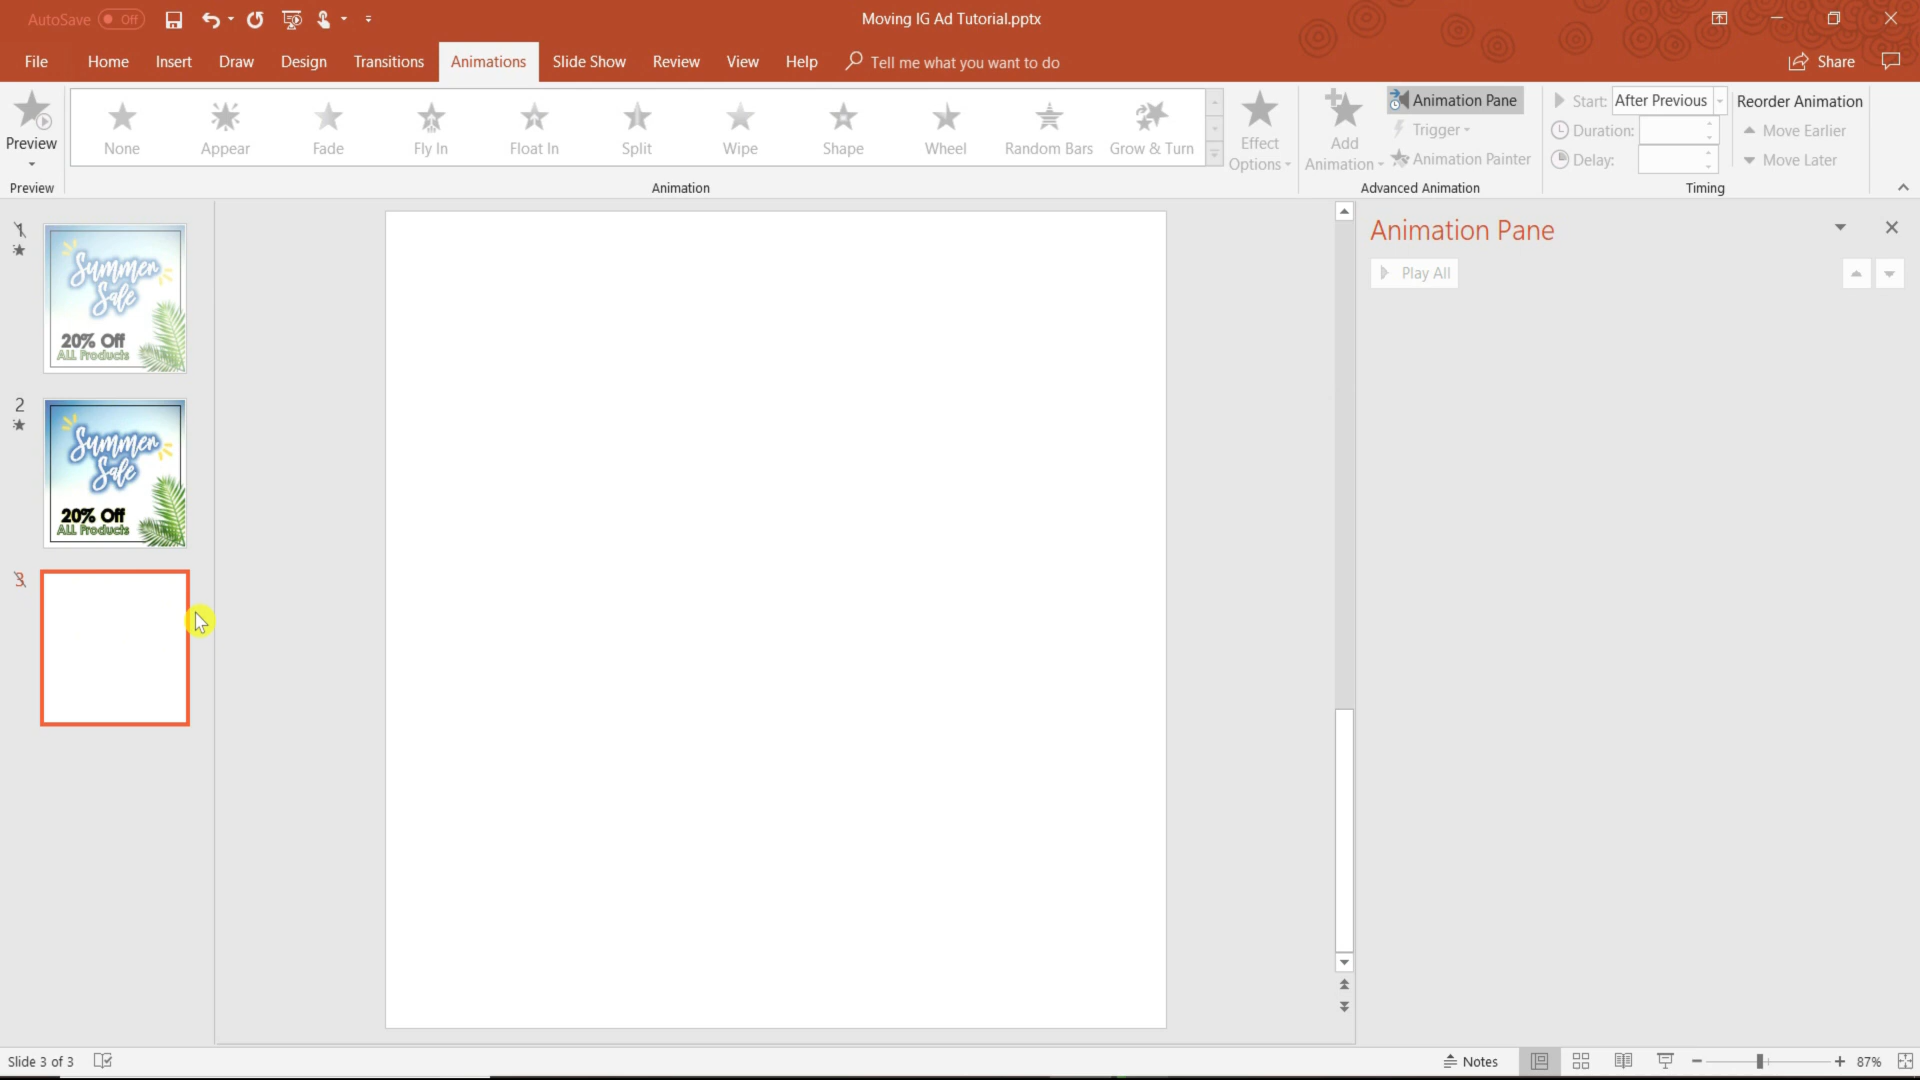 AutoSave Off
Moving IG Ad Tutorial.pptx
File Home Insert Draw Design Transitions Animations Slide Show Review View Help Tell me what you want to do Share
Preview
None Appear Fade Fly In Float In Split Wipe Shape Wheel Random Bars Grow & Turn
Effect Options
Add Animation
Animation Pane
Trigger
Animation Painter
Start: After Previous
Duration:
Delay:
Reorder Animation
Move Earlier
Move Later
Preview Animation Advanced Animation Timing
1
Summer
Sale
20% Off
ALL Products
2
Summer
Sale
20% Off
ALL Products
3
Animation Pane
Play All
Slide 3 of 3
Notes
87%